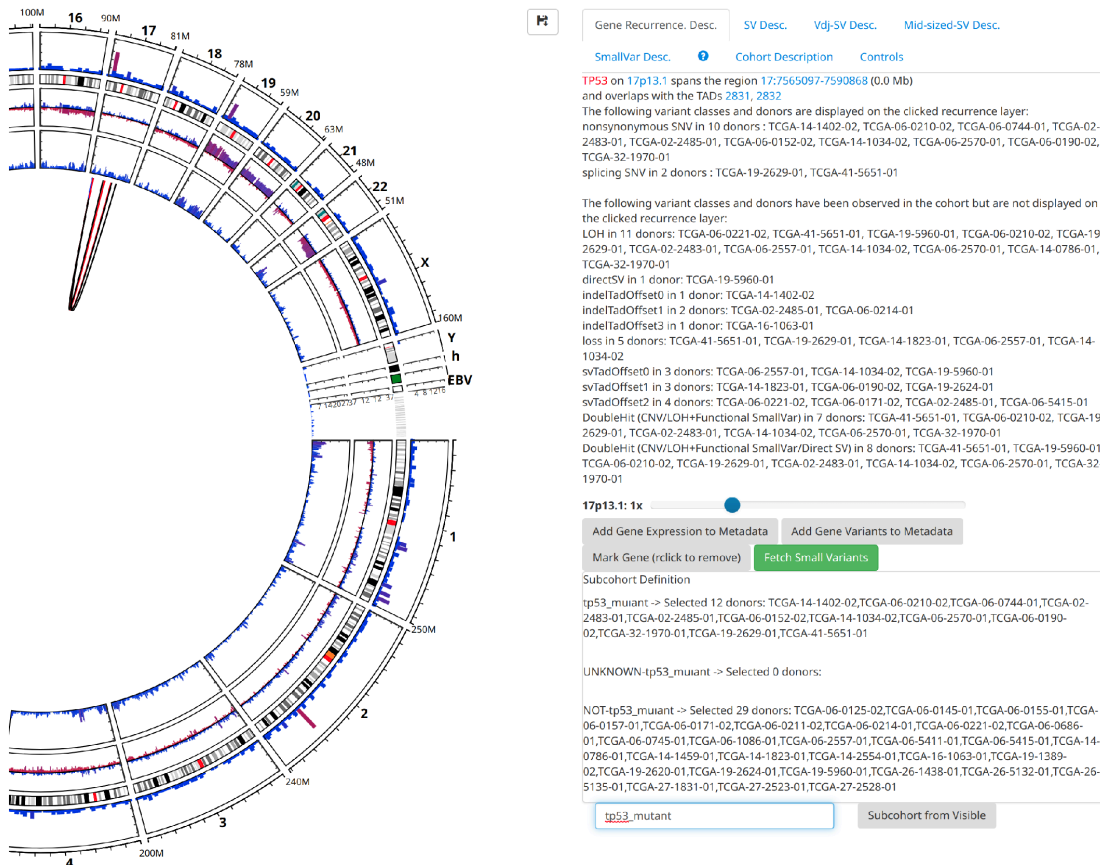 100M
16
90M
17
81M
18
78M
19
59M
20
63M
21
48M
22
51M
X
160M
Y
h
EBV
1
250M
2
240M
3
200M
4
Gene Recurrence. Desc.
SV Desc.
Vdj-SV Desc.
Mid-sized-SV Desc.
SmallVar Desc.
?
Cohort Description
Controls
TP53 on 17p13.1 spans the region 17:7565097-7590868 (0.0 Mb)
and overlaps with the TADs 2831, 2832
The following variant classes and donors are displayed on the clicked recurrence layer:
nonsynonymous SNV in 10 donors : TCGA-14-1402-02, TCGA-06-0210-02, TCGA-06-0744-01, TCGA-02-
2483-01, TCGA-02-2485-01, TCGA-06-0152-02, TCGA-14-1034-02, TCGA-06-2570-01, TCGA-06-0190-02,
TCGA-32-1970-01
splicing SNV in 2 donors : TCGA-19-2629-01, TCGA-41-5651-01
The following variant classes and donors have been observed in the cohort but are not displayed on
the clicked recurrence layer:
LOH in 11 donors: TCGA-06-0221-02, TCGA-41-5651-01, TCGA-19-5960-01, TCGA-06-0210-02, TCGA-19
2629-01, TCGA-02-2483-01, TCGA-06-2557-01, TCGA-14-1034-02, TCGA-06-2570-01, TCGA-14-0786-01,
TCGA-32-1970-01
directSV in 1 donor: TCGA-19-5960-01
indelTadOffset0 in 1 donor: TCGA-14-1402-02
indelTadOffset1 in 2 donors: TCGA-02-2485-01, TCGA-06-0214-01
indelTadOffset3 in 1 donor: TCGA-16-1063-01
loss in 5 donors: TCGA-41-5651-01, TCGA-19-2629-01, TCGA-14-1823-01, TCGA-06-2557-01, TCGA-14-
1034-02
svTadOffset0 in 3 donors: TCGA-06-2557-01, TCGA-14-1034-02, TCGA-19-5960-01
svTadOffset1 in 3 donors: TCGA-14-1823-01, TCGA-06-0190-02, TCGA-19-2624-01
svTadOffset2 in 4 donors: TCGA-06-0221-02, TCGA-06-0171-02, TCGA-02-2485-01, TCGA-06-5415-01
DoubleHit (CNV/LOH+Functional SmallVar) in 7 donors: TCGA-41-5651-01, TCGA-06-0210-02, TCGA-19
2629-01, TCGA-02-2483-01, TCGA-14-1034-02, TCGA-06-2570-01, TCGA-32-1970-01
DoubleHit (CNV/LOH+Functional SmallVar/Direct SV) in 8 donors: TCGA-41-5651-01, TCGA-19-5960-01
TCGA-06-0210-02, TCGA-19-2629-01, TCGA-02-2483-01, TCGA-14-1034-02, TCGA-06-2570-01, TCGA-32-
1970-01
17p13.1: 1x
Add Gene Expression to Metadata
Add Gene Variants to Metadata
Mark Gene (rclick to remove)
Fetch Small Variants
Subcohort Definition
tp53_muant -> Selected 12 donors: TCGA-14-1402-02,TCGA-06-0210-02,TCGA-06-0744-01,TCGA-02-
2483-01,TCGA-02-2485-01,TCGA-06-0152-02,TCGA-14-1034-02,TCGA-06-2570-01,TCGA-06-0190-
02,TCGA-32-1970-01,TCGA-19-2629-01,TCGA-41-5651-01
UNKNOWN-tp53_muant -> Selected 0 donors:
NOT-tp53_muant -> Selected 29 donors: TCGA-06-0125-02,TCGA-06-0145-01,TCGA-06-0155-01,TCGA-
06-0157-01,TCGA-06-0171-02,TCGA-06-0211-02,TCGA-06-0214-01,TCGA-06-0221-02,TCGA-06-0686-
01,TCGA-06-0745-01,TCGA-06-1086-01,TCGA-06-2557-01,TCGA-06-5411-01,TCGA-06-5415-01,TCGA-14-
0786-01,TCGA-14-1459-01,TCGA-14-1823-01,TCGA-14-2554-01,TCGA-16-1063-01,TCGA-19-1389-
02,TCGA-19-2620-01,TCGA-19-2624-01,TCGA-19-5960-01,TCGA-26-1438-01,TCGA-26-5132-01,TCGA-26-
5135-01,TCGA-27-1831-01,TCGA-27-2523-01,TCGA-27-2528-01
tp53_mutant
Subcohort from Visible